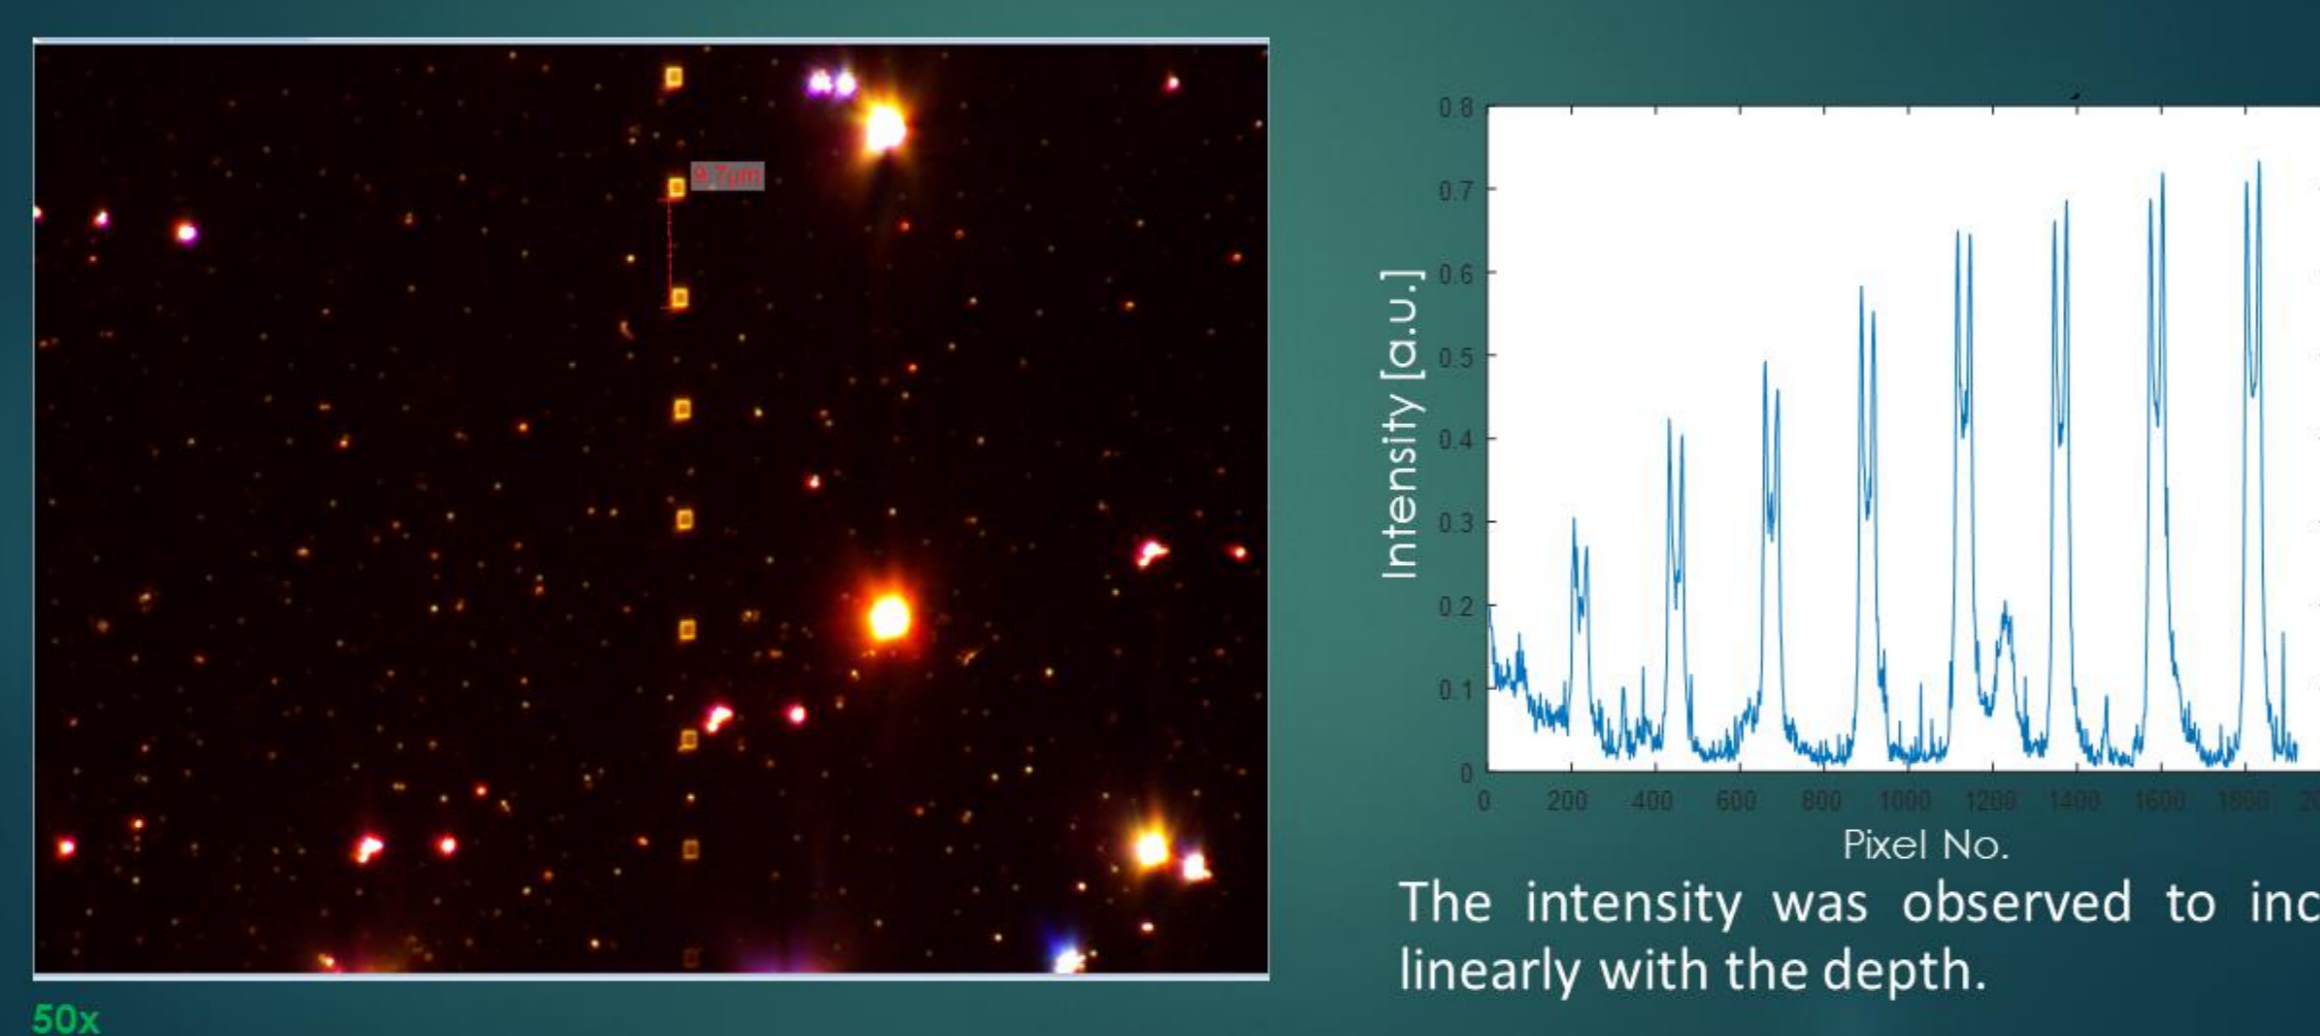 9.7µm
50x
Intensity [a.u.]
0.8
0.7
0.6
0.5
0.4
0.3
0.2
0.1
0
0 200 400 600 800 1000 1200 1400 1600 1800
Pixel No.
The intensity was observed to inc
linearly with the depth.